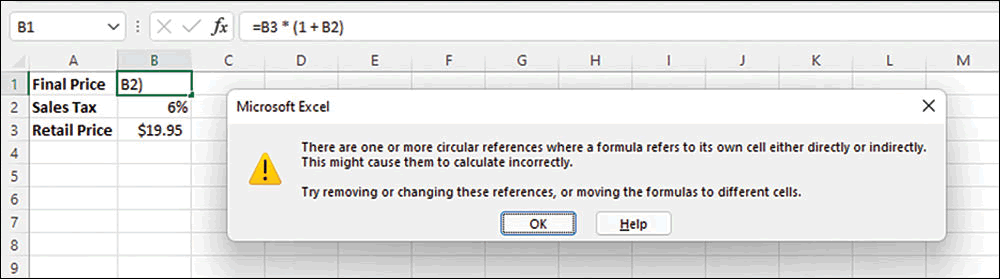 B1 fx =B3 * (1 + B2)
A B C D E F G H I J K L M
1 Final Price B2)
2 Sales Tax 6%
3 Retail Price $19.95
4
5
6
7
8
9
Microsoft Excel
There are one or more circular references where a formula refers to its own cell either directly or indirectly.
This might cause them to calculate incorrectly.
Try removing or changing these references, or moving the formulas to different cells.
OK Help